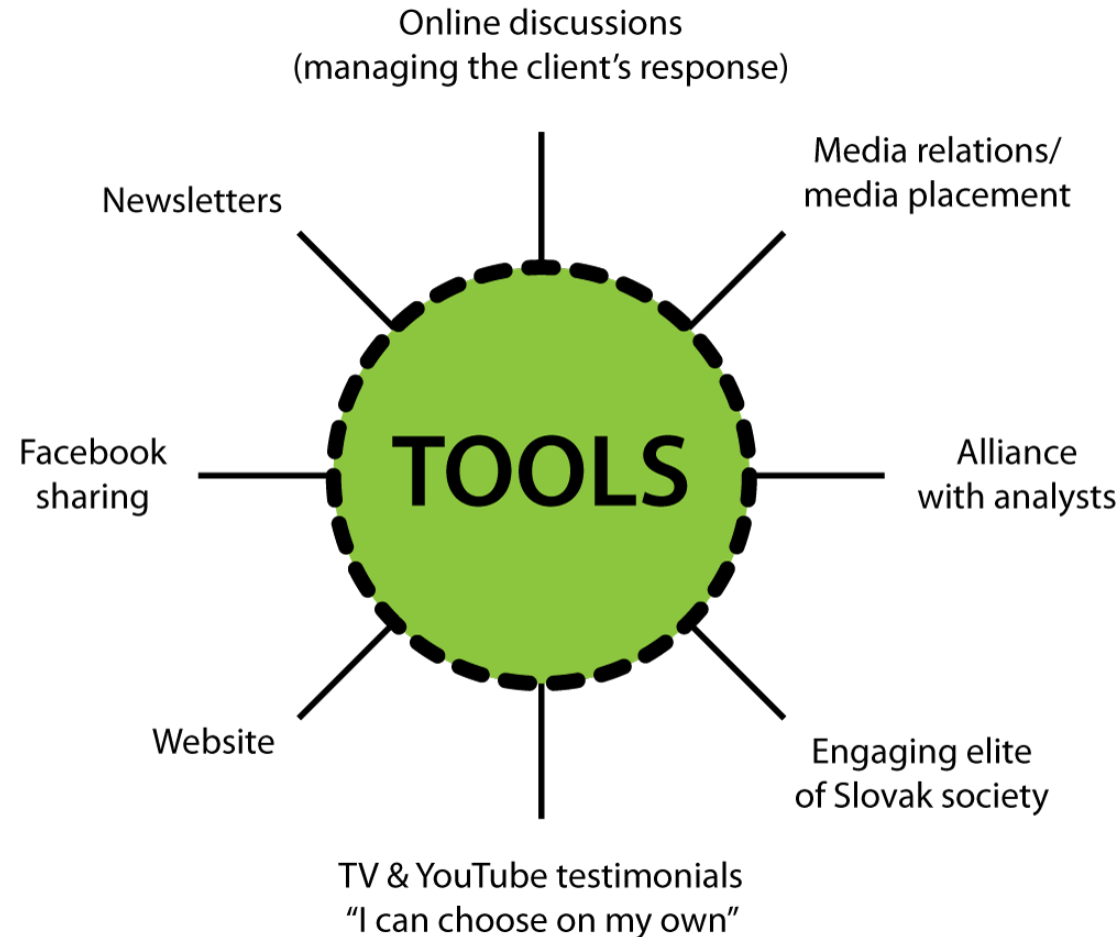 Online discussions
(managing the client’s response)
Media relations/
media placement
Newsletters
TOOLS
Facebook
sharing
Alliance
with analysts
Website
Engaging elite
of Slovak society
TV & YouTube testimonials
“I can choose on my own”